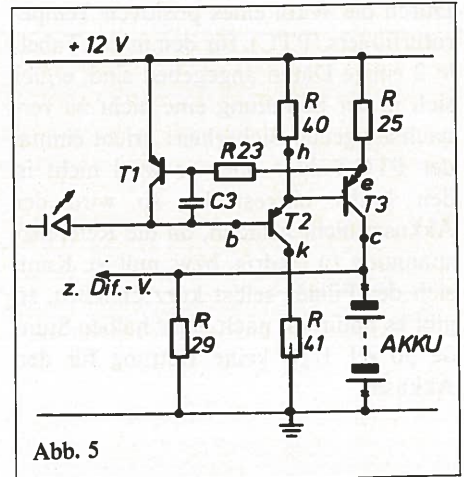 + 12 V
R
40
R
25
h
R23
T1
e
C3
T3
T2
b
c
k
z. Dif.-V.
R
29
R
41
AKKU
Abb. 5